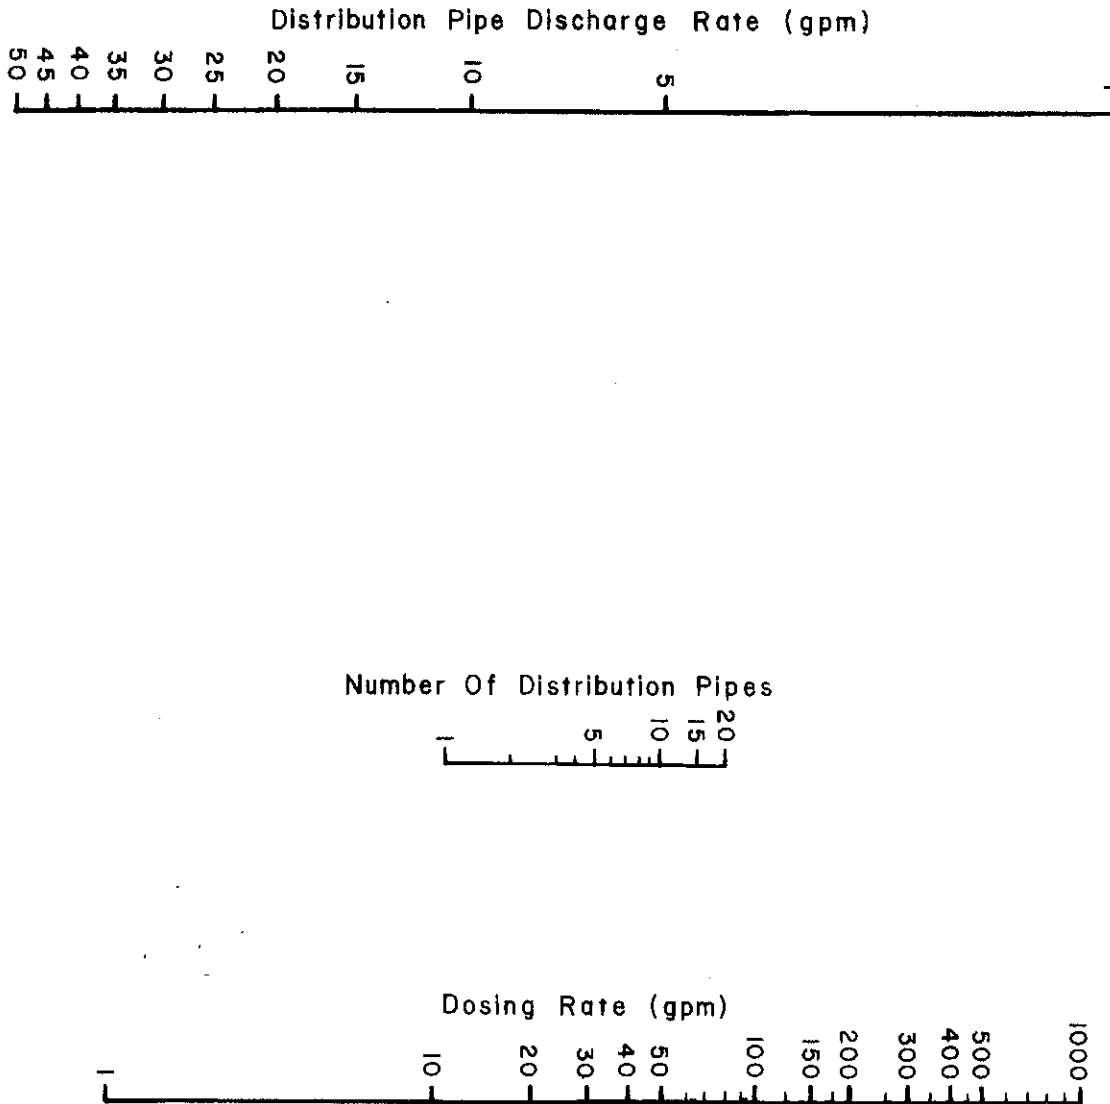 Distribution Pipe Discharge Rate (gpm)
50 45 40 35 30 25 20 15 10 5
Number Of Distribution Pipes
1 5 10 15 20
Dosing Rate (gpm)
1 10 20 30 40 50 100 150 200 300 400 500 1000